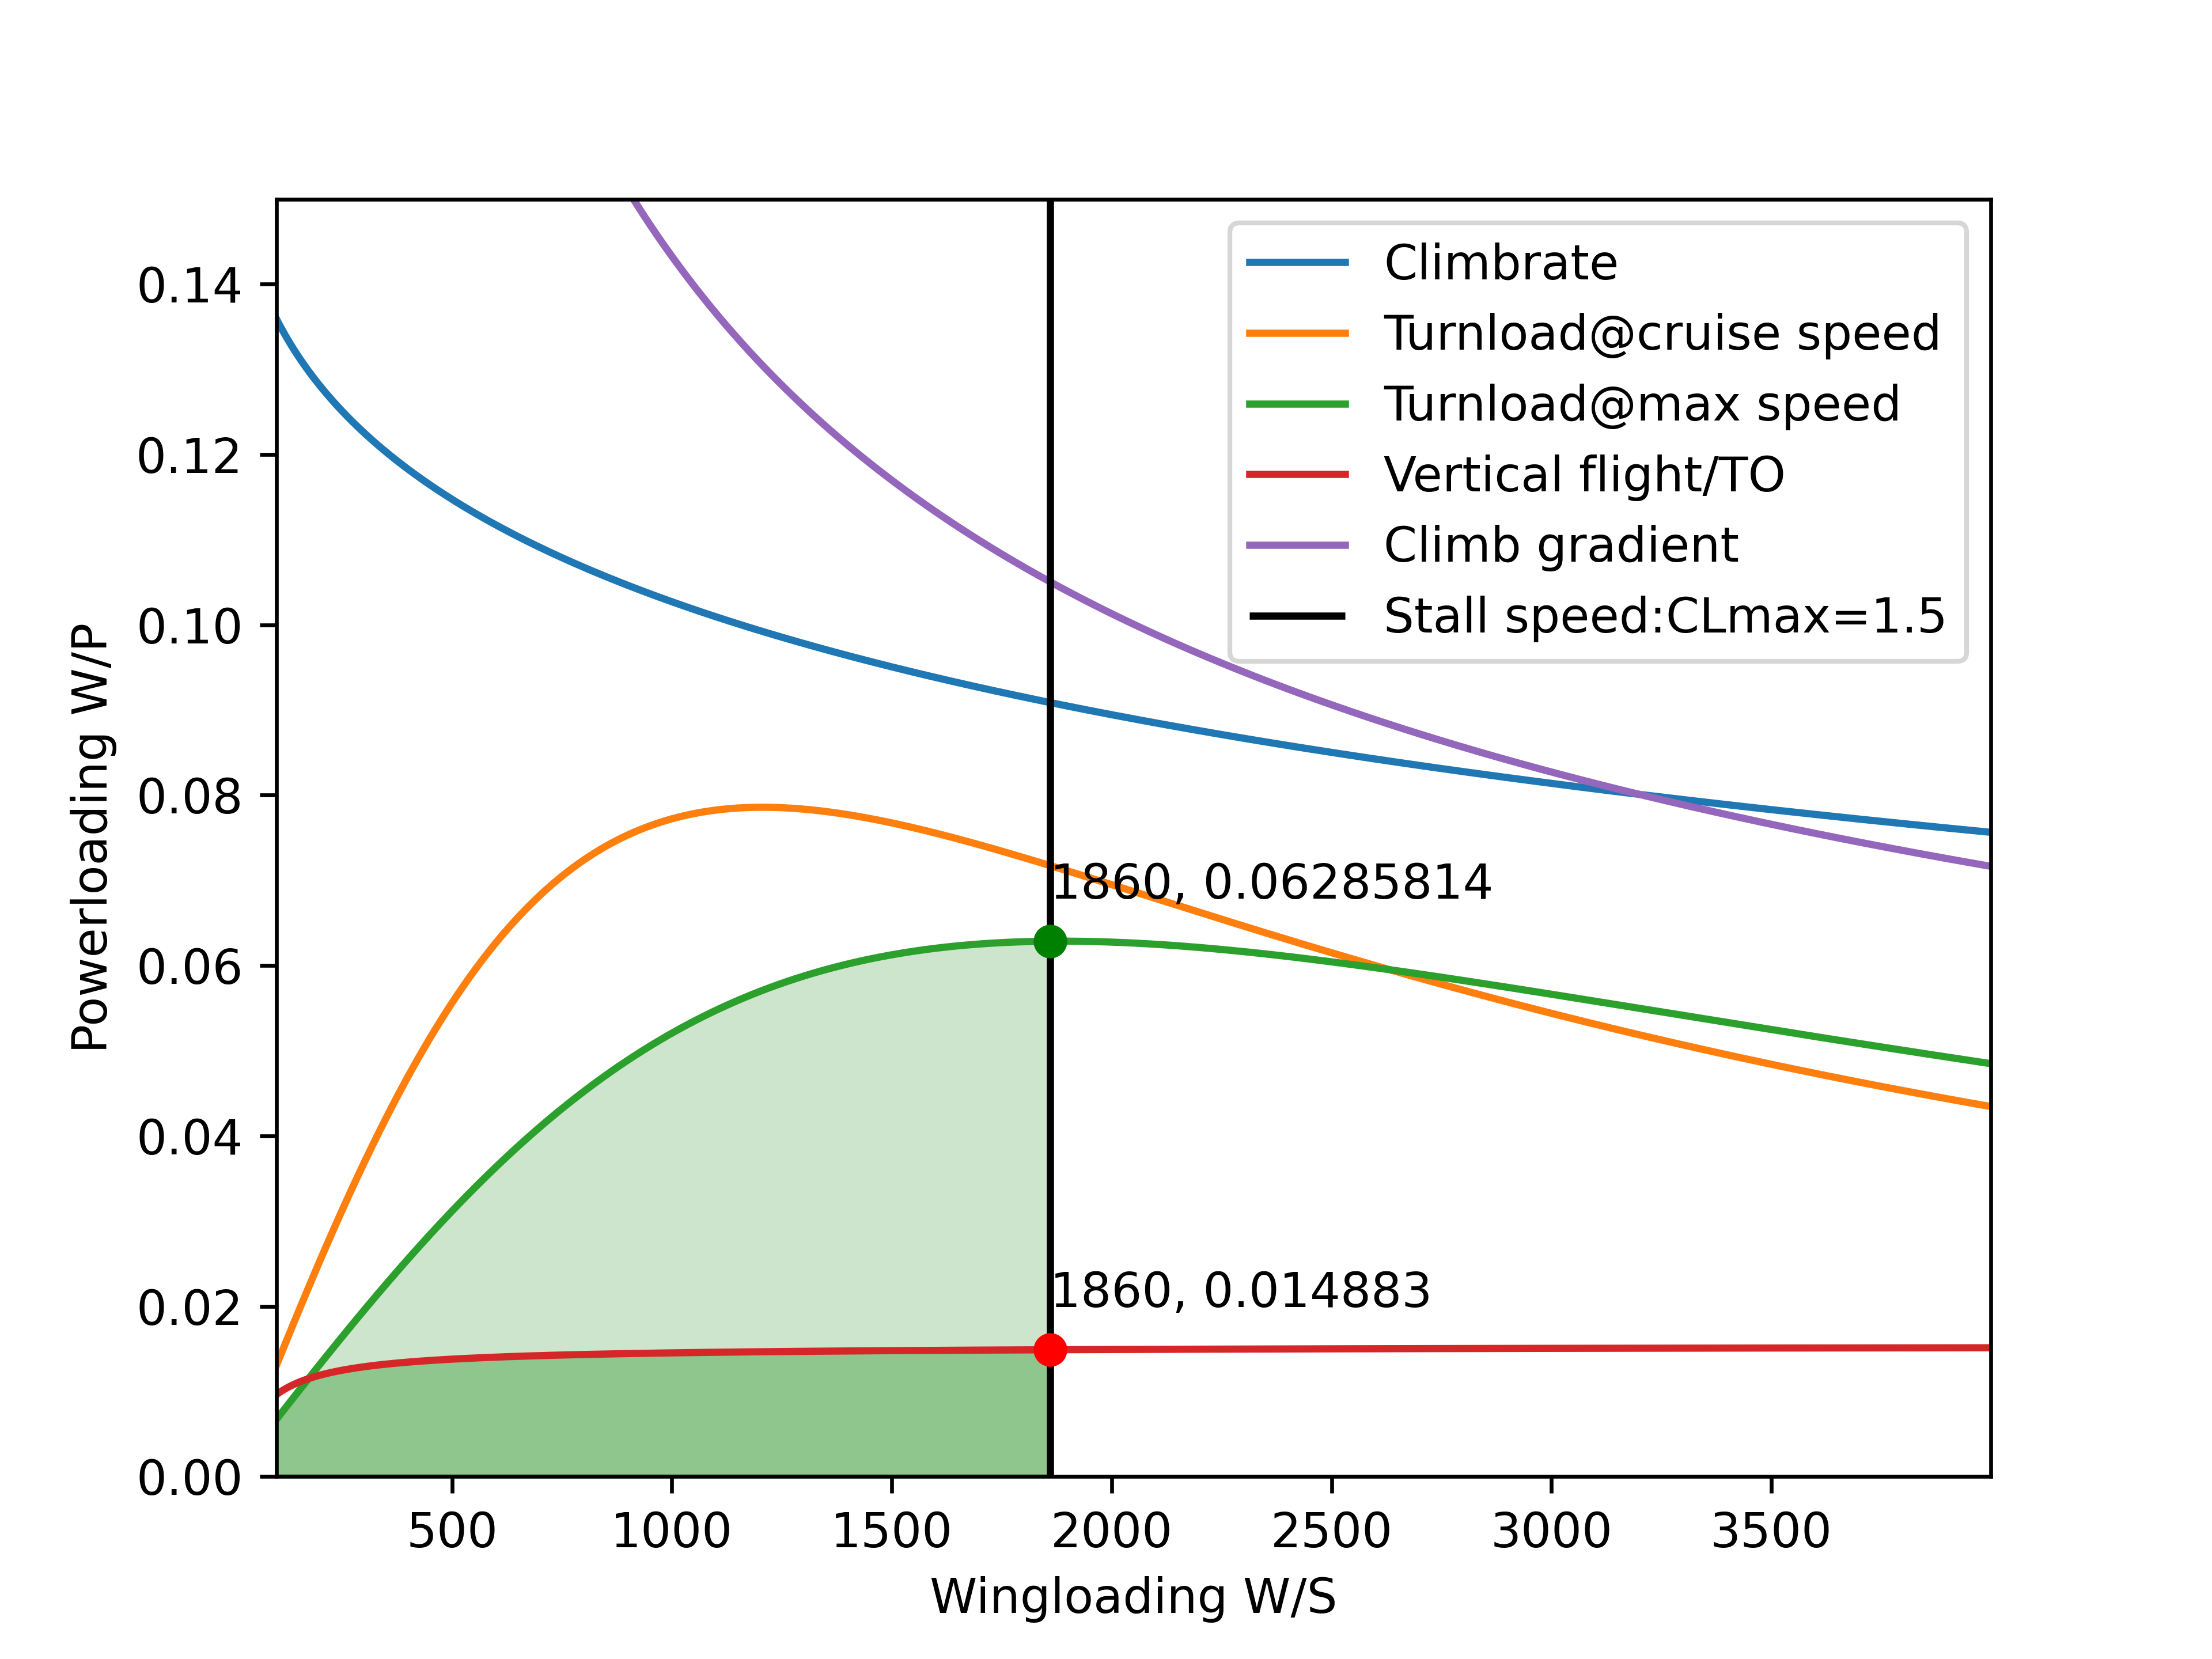 0.14
0.12
0.10
0.08
0.06
0.04
0.02
0.00
Powerloading W/P
500
1000
1500
2000
2500
3000
3500
Wingloading W/S
Climbrate
Turnload@cruise speed
Turnload@max speed
Vertical flight/TO
Climb gradient
Stall speed:CLmax=1.5
1860, 0.06285814
1860, 0.014883